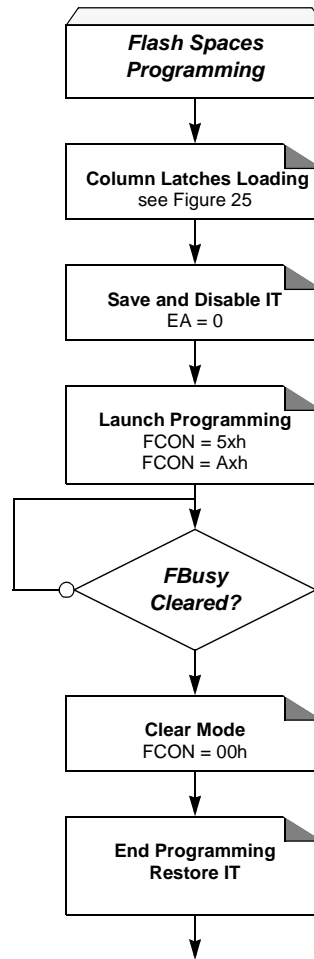 Flash Spaces
Programming
Column Latches Loading
see Figure 25
Save and Disable IT
EA = 0
Launch Programming
FCON = 5xh
FCON = Axh
FBusy
Cleared?
Clear Mode
FCON = 00h
End Programming
Restore IT